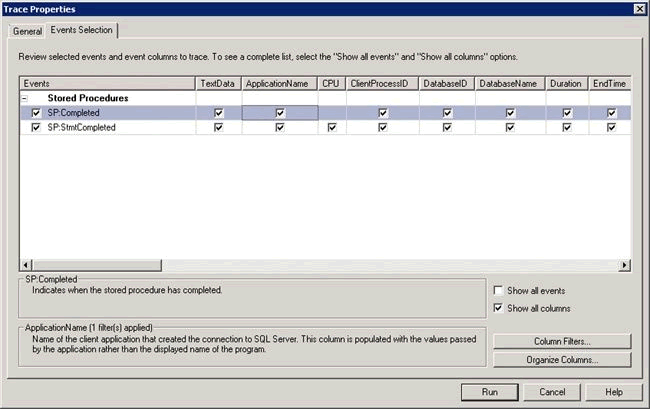 Trace Properties
General Events Selection
Review selected events and event columns to trace. To see a complete list, select the "Show all events" and "Show all columns" options.
Events TextData ApplicationName CPU ClientProcessID DatabaseID DatabaseName Duration EndTime
Stored Procedures
SP:Completed
SP:StmtCompleted
SP:Completed
Indicates when the stored procedure has completed.
Show all events
Show all columns
ApplicationName (1 filter(s) applied)
Name of the client application that created the connection to SQL Server. This column is populated with the values passed
by the application rather than the displayed name of the program.
Column Filters...
Organize Columns...
Run Cancel Help